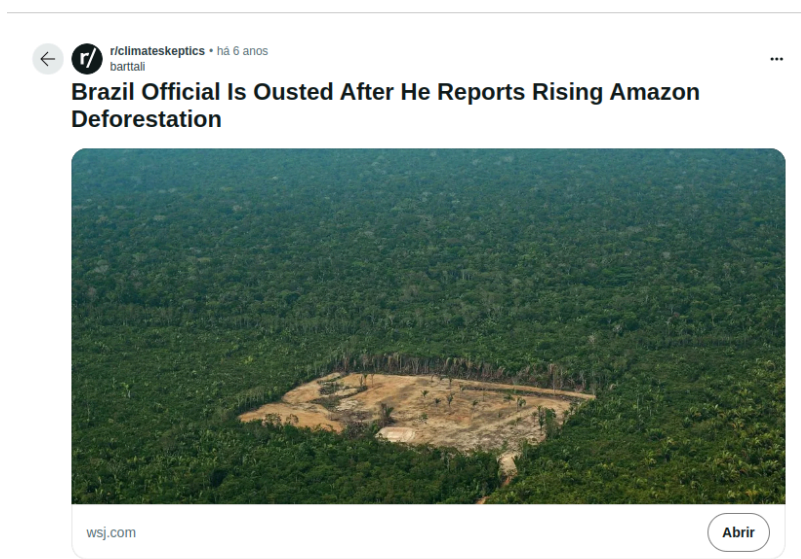 r/climateskeptics • há 6 anos
barttali
Brazil Official Is Ousted After He Reports Rising Amazon
Deforestation
wsj.com
Abrir